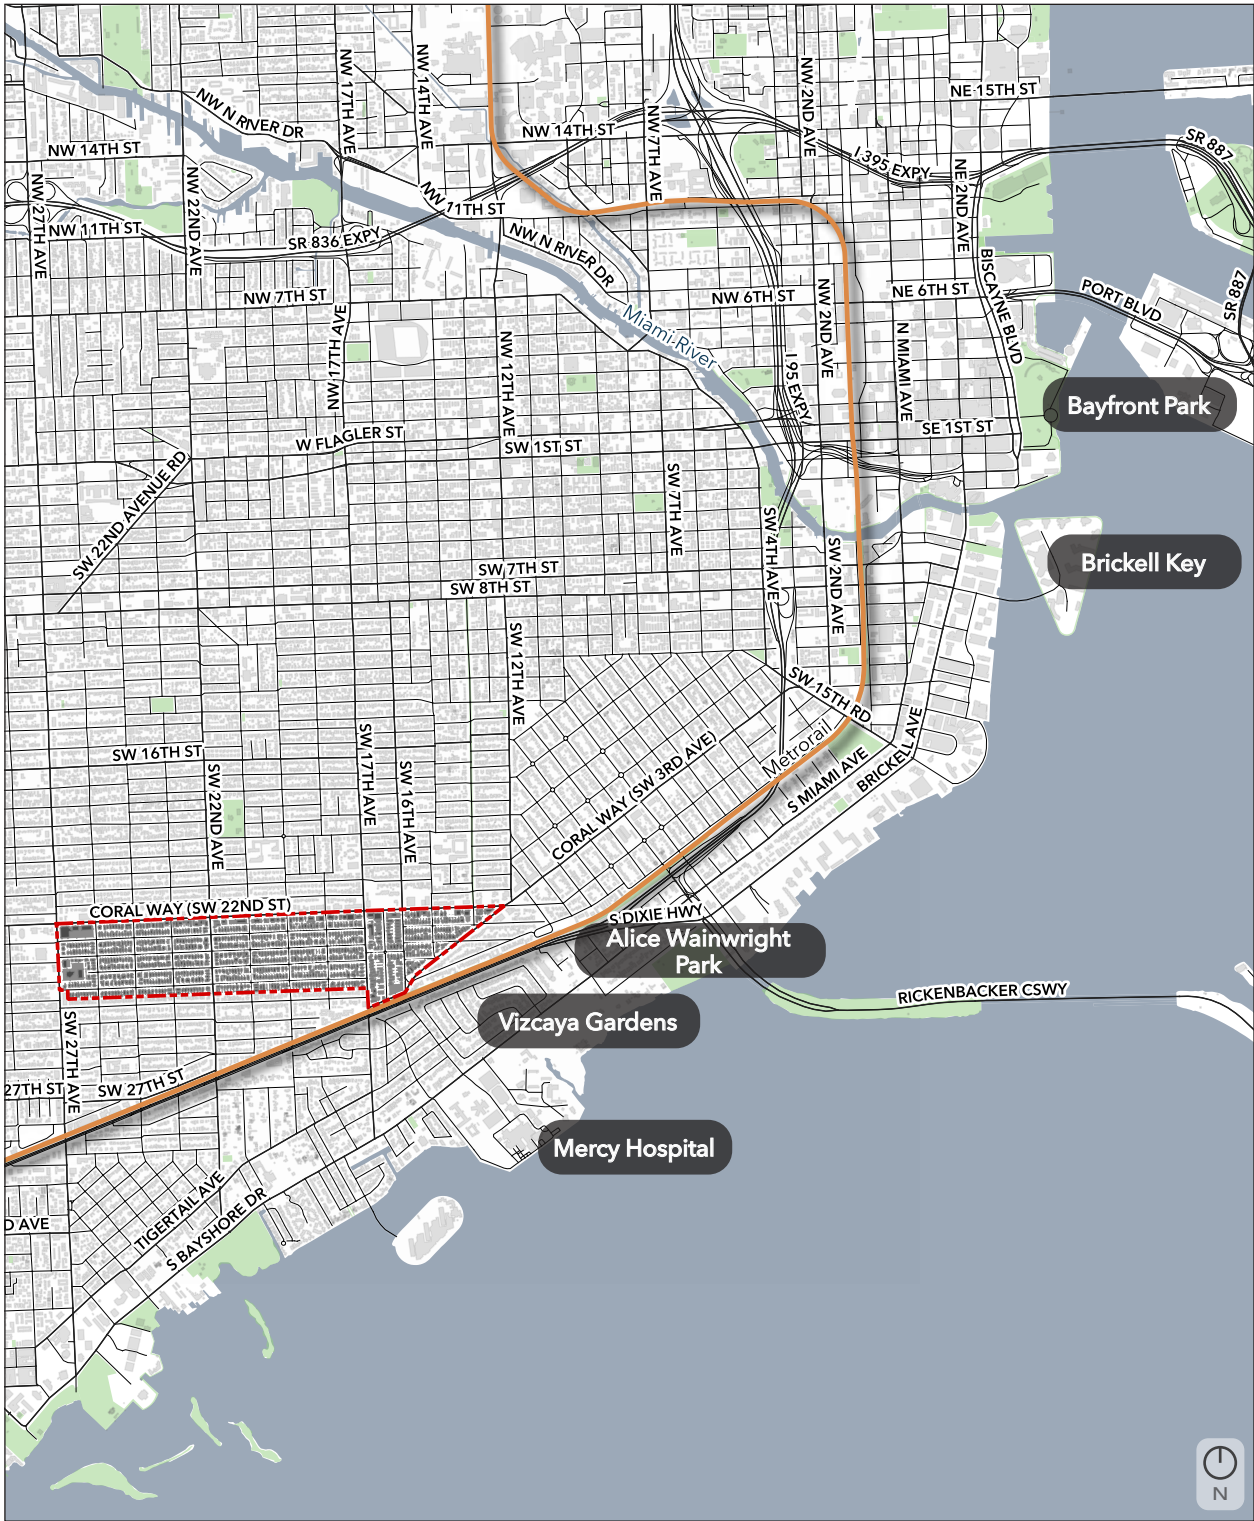 NE 15TH ST
NW 17TH AVE
NW 14TH AVE
NW 2ND AVE
NW N RIVER DR
NW 14TH ST
NW 7TH AVE
SR 887
NW 14TH ST
I 395 EXPY
NE 2ND AVE
NW 27TH AVE
NW 22ND AVE
NW 11TH ST
NW 11TH ST
SR 836 EXPY
NW N RIVER DR
BISCAYNE BLVD
NW 7TH ST
NW 6TH ST
NW 2ND AVE
NE 6TH ST
PORT BLVD
SR 887
NW 17TH AVE
Miami River
NW 12TH AVE
I 95 EXPY
N MIAMI AVE
Bayfront Park
W FLAGLER ST
SW 1ST ST
SE 1ST ST
SW 22ND AVENUE RD
SW 7TH AVE
SW 4TH AVE
SW 2ND AVE
Brickell Key
SW 7TH ST
SW 8TH ST
SW 12TH AVE
SW 15TH RD
SW 16TH ST
SW 17TH AVE
SW 16TH AVE
SW 22ND AVE
Metrorail
BRICKELL AVE
S MIAMI AVE
CORAL WAY (SW 3RD AVE)
CORAL WAY (SW 22ND ST)
S DIXIE HWY
Alice Wainwright
Park
RICKENBACKER CSWY
Vizcaya Gardens
SW 27TH AVE
27TH ST
SW 27TH ST
Mercy Hospital
TIGERTAIL AVE
S BAYSHORE DR
D AVE
N